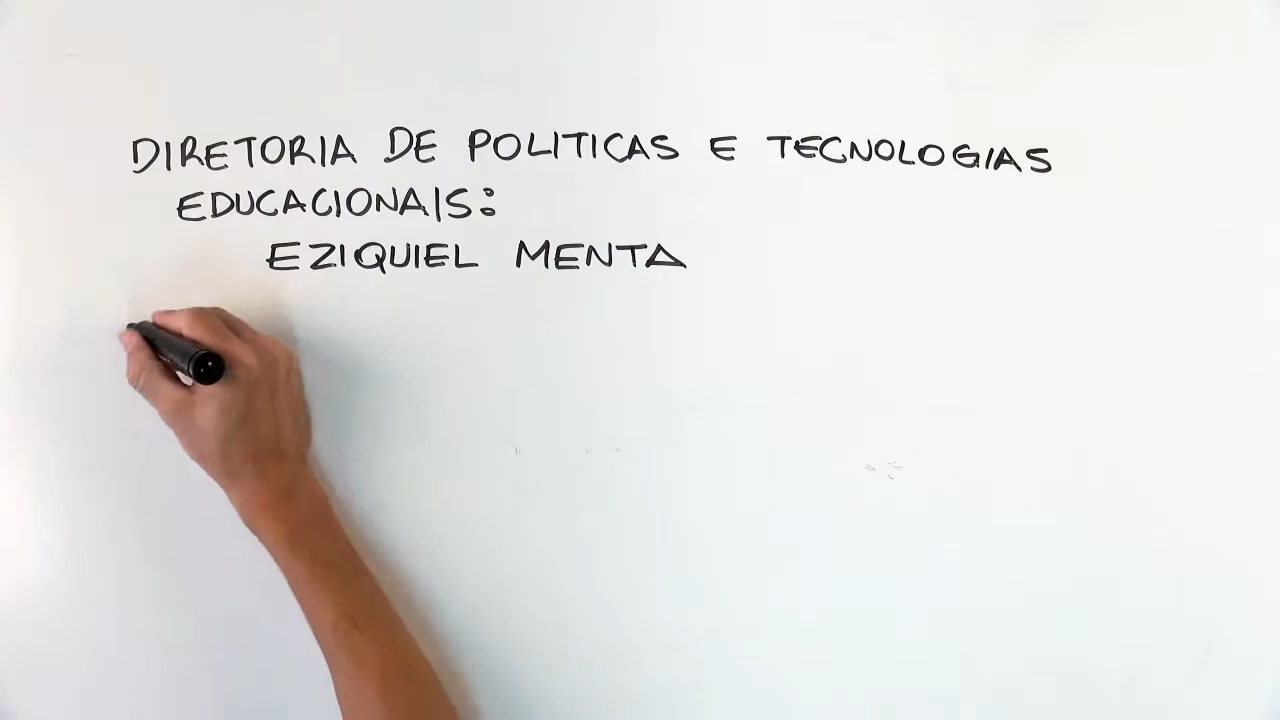 DIRETORIA DE POLITICAS E TECNOLOGIAS
EDUCACIONAIS:
EZIQUIEL MENTA